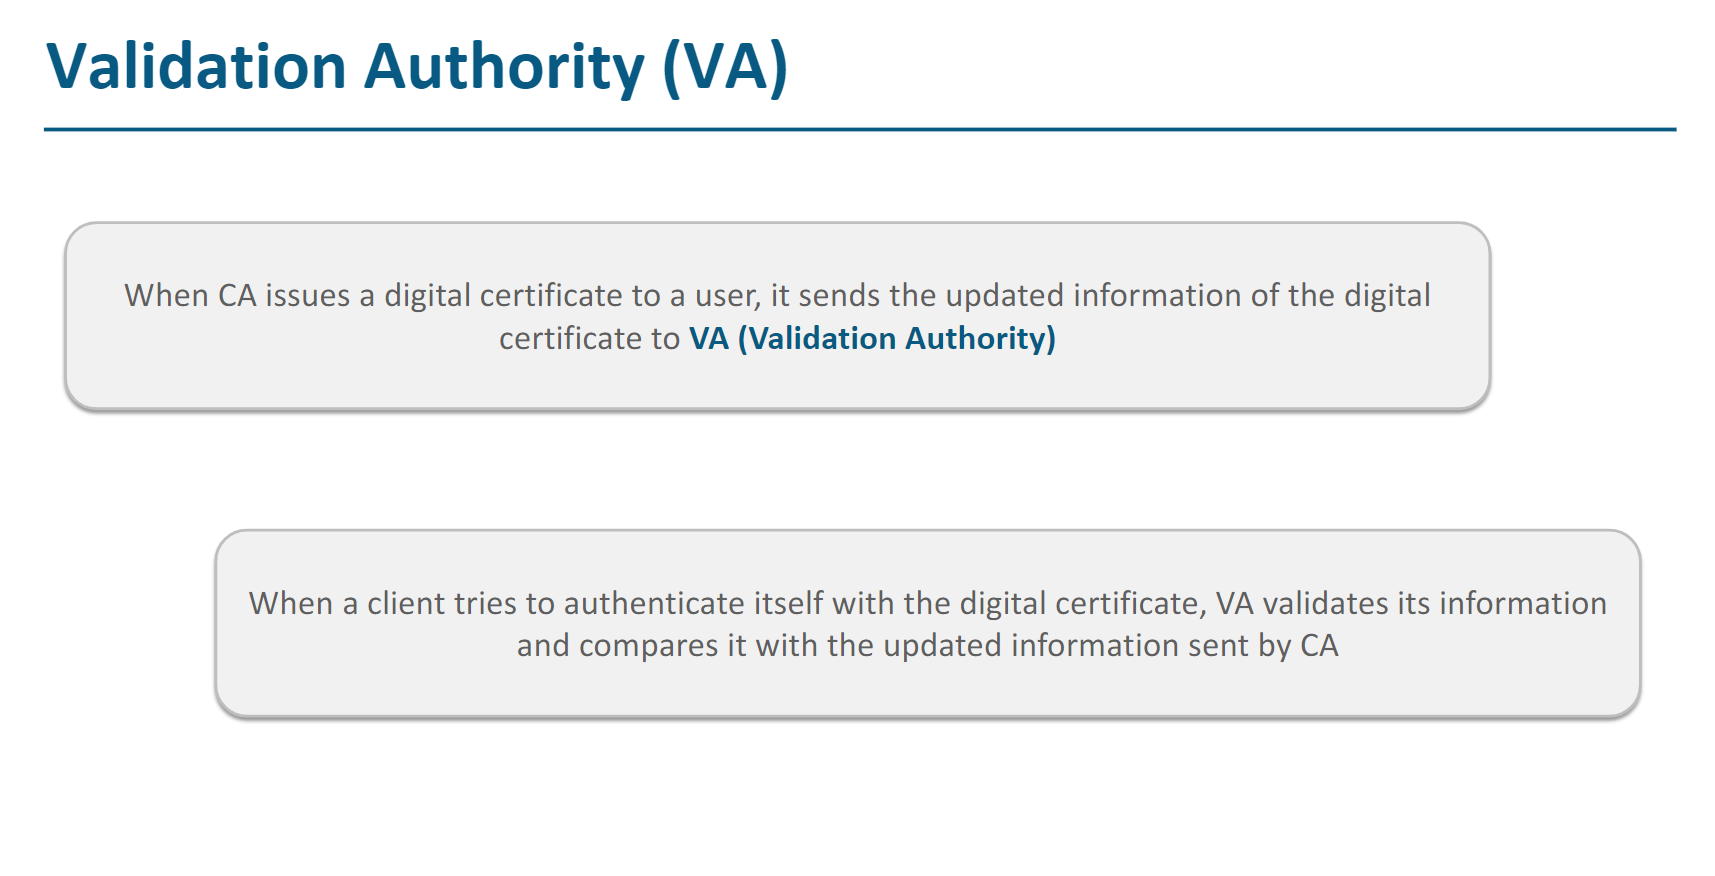 Validation Authority (VA)
When CA issues a digital certificate to a user, it sends the updated information of the digital
certificate to VA (Validation Authority)
When a client tries to authenticate itself with the digital certificate, VA validates its information
and compares it with the updated information sent by CA